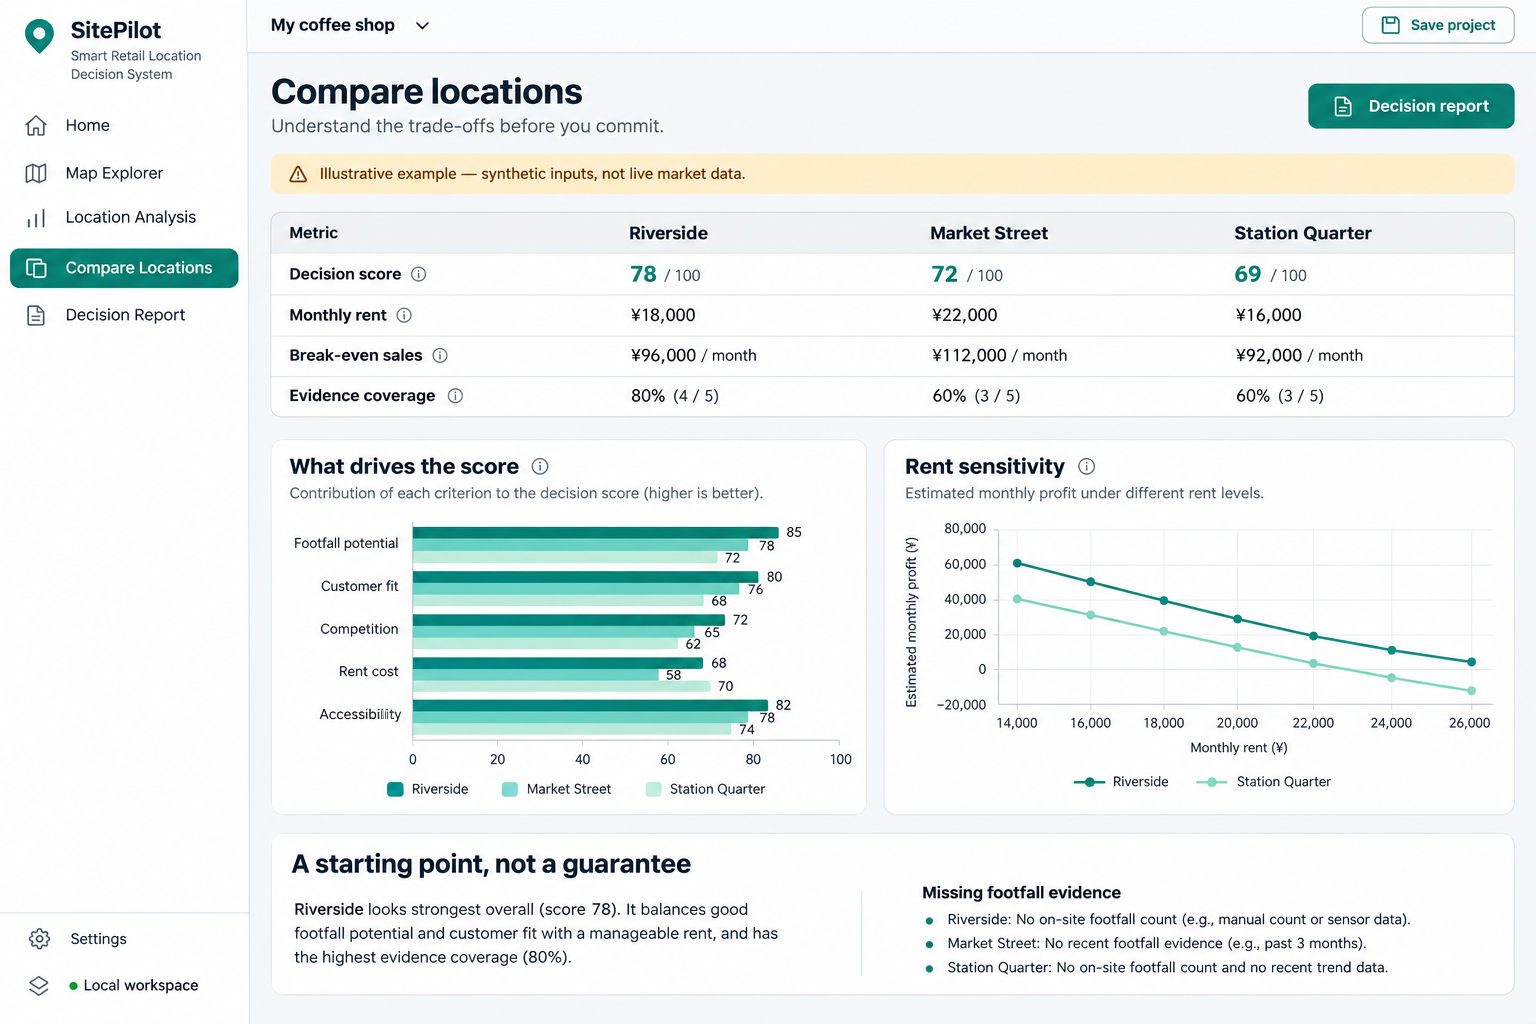 SitePilot
Smart Retail Location
Decision System
Home
Map Explorer
Location Analysis
Compare Locations
Decision Report
Settings
Local workspace
My coffee shop
Save project
Compare locations
Understand the trade-offs before you commit.
Decision report
Illustrative example — synthetic inputs, not live market data.
Metric Riverside Market Street Station Quarter
Decision score 78 / 100 72 / 100 69 / 100
Monthly rent ¥18,000 ¥22,000 ¥16,000
Break-even sales ¥96,000 / month ¥112,000 / month ¥92,000 / month
Evidence coverage 80% (4 / 5) 60% (3 / 5) 60% (3 / 5)
What drives the score
Contribution of each criterion to the decision score (higher is better).
Footfall potential 85 78 72
Customer fit 80 76 68
Competition 72 65 62
Rent cost 68 58 70
Accessibility 82 78 74
0 20 40 60 80 100
Riverside Market Street Station Quarter
Rent sensitivity
Estimated monthly profit under different rent levels.
Estimated monthly profit (¥)
80,000
60,000
40,000
20,000
0
−20,000
14,000 16,000 18,000 20,000 22,000 24,000 26,000
Monthly rent (¥)
Riverside Station Quarter
A starting point, not a guarantee
Riverside looks strongest overall (score 78). It balances good
footfall potential and customer fit with a manageable rent, and has
the highest evidence coverage (80%).
Missing footfall evidence
Riverside: No on-site footfall count (e.g., manual count or sensor data).
Market Street: No recent footfall evidence (e.g., past 3 months).
Station Quarter: No on-site footfall count and no recent trend data.